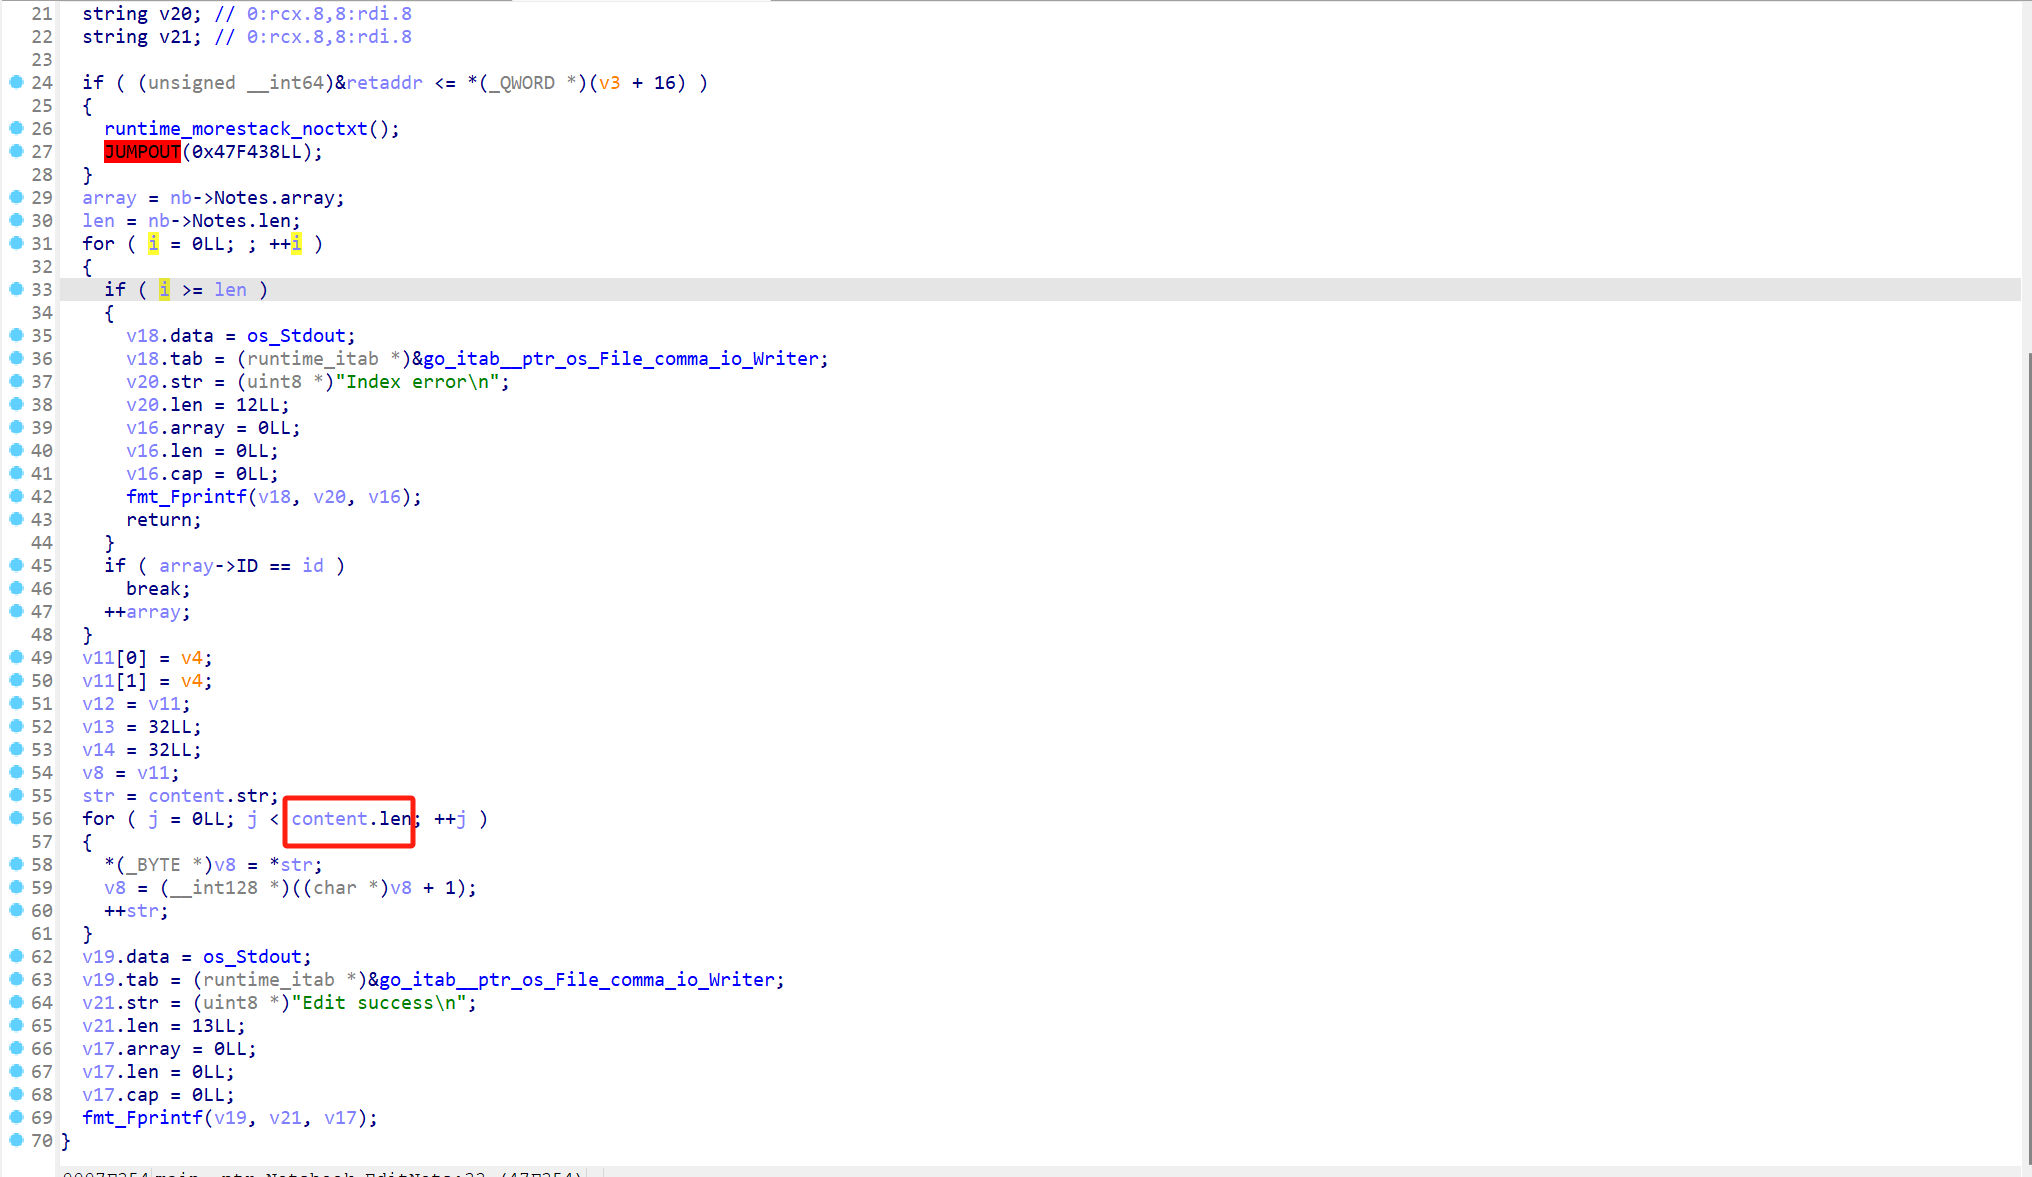 21 string v20; // 0:rcx.8,8:rdi.8
22 string v21; // 0:rcx.8,8:rdi.8
23
24 if ( (unsigned __int64)&retaddr <= *(_QWORD *)(v3 + 16) )
25 {
26 runtime_morestack_noctxt();
27 JUMPOUT(0x47F438LL);
28 }
29 array = nb->Notes.array;
30 len = nb->Notes.len;
31 for ( i = 0LL; ; ++i )
32 {
33 if ( i >= len )
34 {
35 v18.data = os_Stdout;
36 v18.tab = (runtime_itab *)&go_itab__ptr_os_File_comma_io_Writer;
37 v20.str = (uint8 *)"Index error\n";
38 v20.len = 12LL;
39 v16.array = 0LL;
40 v16.len = 0LL;
41 v16.cap = 0LL;
42 fmt_Fprintf(v18, v20, v16);
43 return;
44 }
45 if ( array->ID == id )
46 break;
47 ++array;
48 }
49 v11[0] = v4;
50 v11[1] = v4;
51 v12 = v11;
52 v13 = 32LL;
53 v14 = 32LL;
54 v8 = v11;
55 str = content.str;
56 for ( j = 0LL; j < content.len; ++j )
57 {
58 *(_BYTE *)v8 = *str;
59 v8 = (__int128 *)((char *)v8 + 1);
60 ++str;
61 }
62 v19.data = os_Stdout;
63 v19.tab = (runtime_itab *)&go_itab__ptr_os_File_comma_io_Writer;
64 v21.str = (uint8 *)"Edit success\n";
65 v21.len = 13LL;
66 v17.array = 0LL;
67 v17.len = 0LL;
68 v17.cap = 0LL;
69 fmt_Fprintf(v19, v21, v17);
70 }